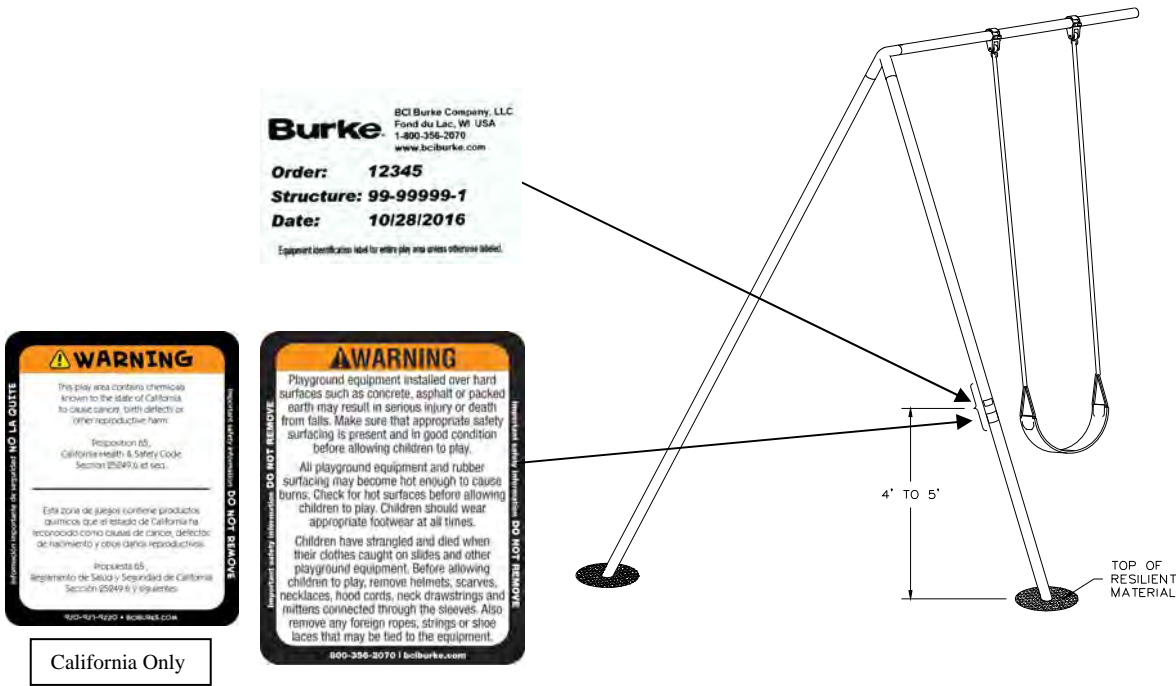 Burke
BCI Burke Company, LLC
Fond du Lac, WI USA
1-800-356-2070
www.bciburke.com
Order: 12345
Structure: 99-99999-1
Date: 10/28/2016
Equipment identification label for entire play area unless otherwise labeled.
WARNING
This play area contains chemicals
known to the state of California
to cause cancer, birth defects or
other reproductive harm.
Proposition 65,
California Health & Safety Code
Section 25249.6 et seq.
Esta zona de juegos contiene productos
químicos que el estado de California ha
reconocido como causas de cancer, defectos
de nacimiento y otros daños reproductivos.
Propuesta 65,
Reglamento de Salud y Seguridad de California
Sección 25249.6 y siguientes
920-921-9220 • BCIBURKE.COM
Información importante de seguridad NO LA QUITE
Important safety information DO NOT REMOVE
California Only
WARNING
Playground equipment installed over hard
surfaces such as concrete, asphalt or packed
earth may result in serious injury or death
from falls. Make sure that appropriate safety
surfacing is present and in good condition
before allowing children to play.
All playground equipment and rubber
surfacing may become hot enough to cause
burns. Check for hot surfaces before allowing
children to play. Children should wear
appropriate footwear at all times.
Children have strangled and died when
their clothes caught on slides and other
playground equipment. Before allowing
children to play, remove helmets, scarves,
necklaces, hood cords, neck drawstrings and
mittens connected through the sleeves. Also
remove any foreign ropes, strings or shoe
laces that may be tied to the equipment.
800-356-2070 | bciburke.com
Important safety information DO NOT REMOVE
Important safety information DO NOT REMOVE
4' TO 5'
TOP OF
RESILIENT
MATERIAL